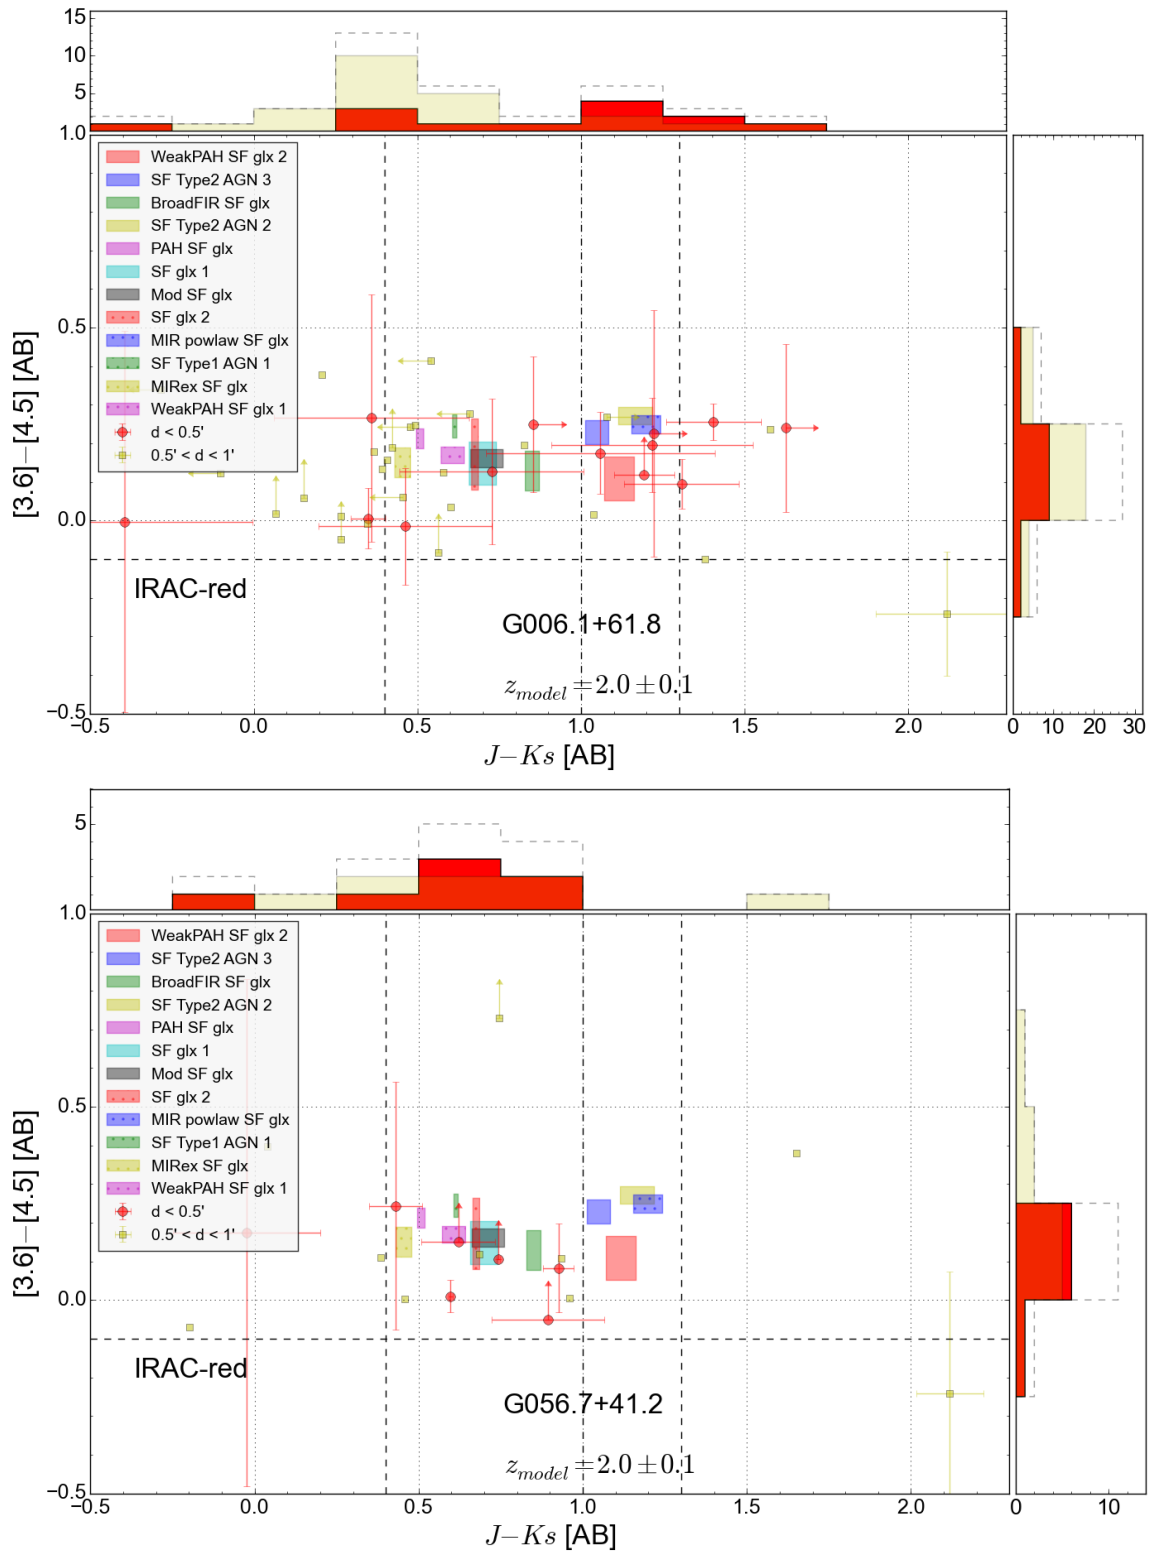 15
10
5
1.0
WeakPAH SF glx 2
SF Type2 AGN 3
BroadFIR SF glx
SF Type2 AGN 2
PAH SF glx
SF glx 1
Mod SF glx
SF glx 2
MIR powlaw SF glx
SF Type1 AGN 1
MIRex SF glx
WeakPAH SF glx 1
d < 0.5'
0.5' < d < 1'
0.5
0.0
−0.5
[3.6]−[4.5] [AB]
IRAC-red
G006.1+61.8
z_model = 2.0 ± 0.1
−0.5 0.0 0.5 1.0 1.5 2.0
0 10 20 30
J−Ks [AB]
5
1.0
WeakPAH SF glx 2
SF Type2 AGN 3
BroadFIR SF glx
SF Type2 AGN 2
PAH SF glx
SF glx 1
Mod SF glx
SF glx 2
MIR powlaw SF glx
SF Type1 AGN 1
MIRex SF glx
WeakPAH SF glx 1
d < 0.5'
0.5' < d < 1'
0.5
0.0
−0.5
[3.6]−[4.5] [AB]
IRAC-red
G056.7+41.2
z_model = 2.0 ± 0.1
−0.5 0.0 0.5 1.0 1.5 2.0
0 10
J−Ks [AB]